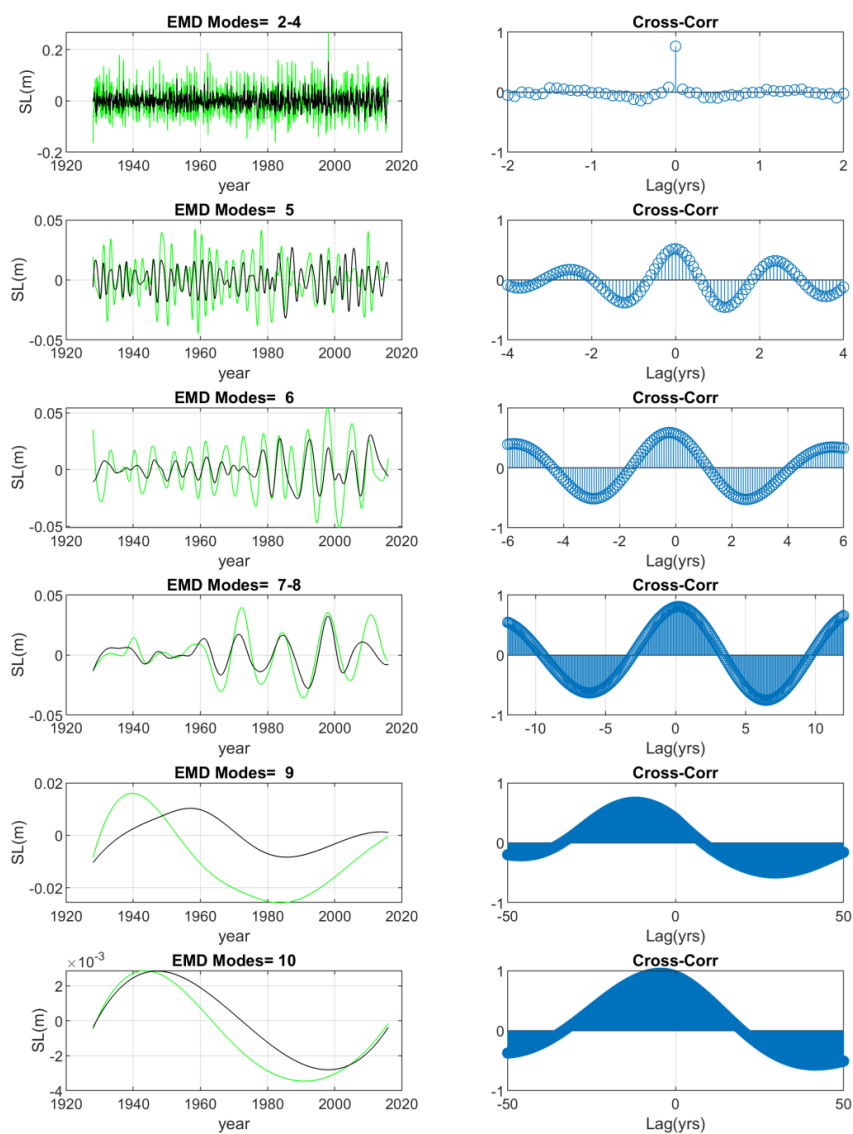 EMD Modes=  2-4
Cross-Corr
SL(m)
0.2
0
-0.2
1920 1940 1960 1980 2000 2020
year
1
0
-1
-2 -1 0 1 2
Lag(yrs)
EMD Modes=  5
Cross-Corr
SL(m)
0.05
0
-0.05
1920 1940 1960 1980 2000 2020
year
1
0
-1
-4 -2 0 2 4
Lag(yrs)
EMD Modes=  6
Cross-Corr
SL(m)
0.05
0
-0.05
1920 1940 1960 1980 2000 2020
year
1
0
-1
-6 -4 -2 0 2 4 6
Lag(yrs)
EMD Modes=  7-8
Cross-Corr
SL(m)
0.05
0
-0.05
1920 1940 1960 1980 2000 2020
year
1
0
-1
-10 -5 0 5 10
Lag(yrs)
EMD Modes=  9
Cross-Corr
SL(m)
0.02
0
-0.02
1920 1940 1960 1980 2000 2020
year
1
0
-1
-50 0 50
Lag(yrs)
× 10⁻³
EMD Modes= 10
Cross-Corr
SL(m)
2
0
-2
-4
1920 1940 1960 1980 2000 2020
year
1
0
-1
-50 0 50
Lag(yrs)